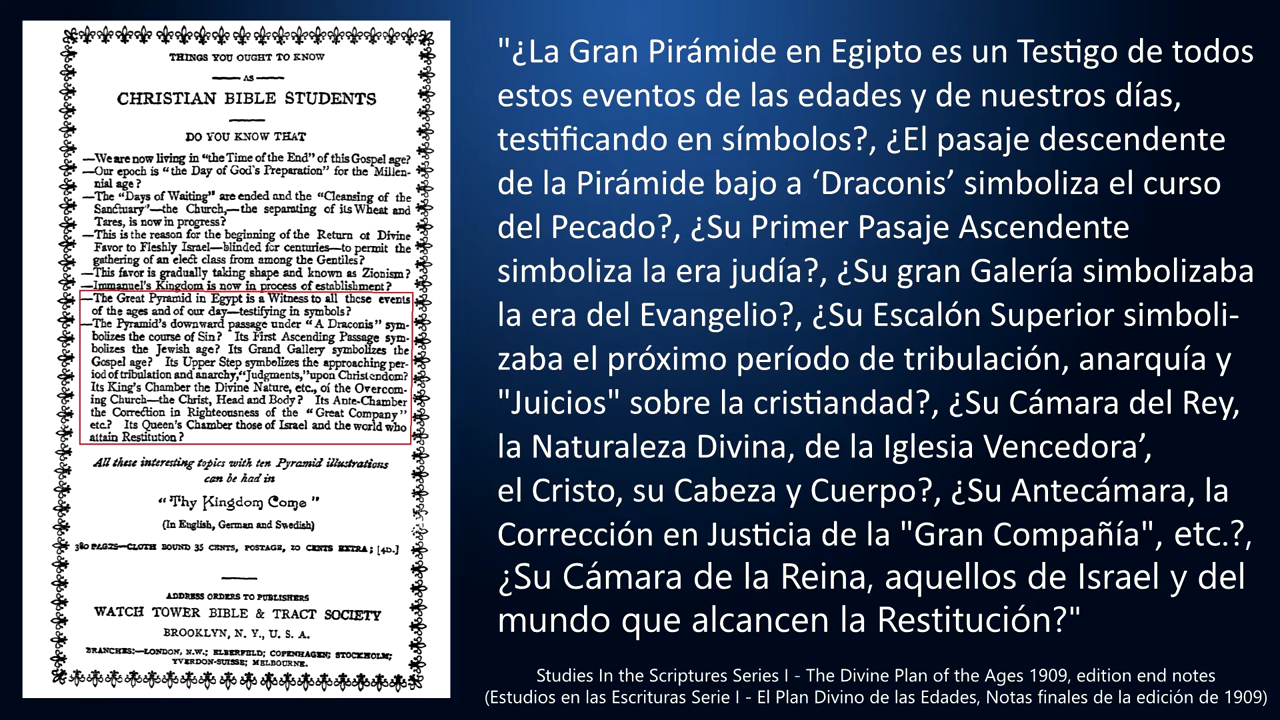 THINGS YOU OUGHT TO KNOW
AS
CHRISTIAN BIBLE STUDENTS
DO YOU KNOW THAT
—We are now living in "the Time of the End" of this Gospel age?
—Our epoch is "the Day of God's Preparation" for the Millen-
nial age?
—The "Days of Waiting" are ended and the "Cleansing of the
Sanctuary"—the Church,—the separating of its Wheat and
Tares, is now in progress?
—This is the reason for the beginning of the Return of Divine
Favor to Fleshly Israel—blinded for centuries—to permit the
gathering of an elect class from among the Gentiles?
—This favor is gradually taking shape and known as Zionism?
—Immanuel's Kingdom is now in process of establishment?
—The Great Pyramid in Egypt is a Witness to all these events
of the ages and of our day—testifying in symbols?
—The Pyramid's downward passage under "A Draconis" sym-
bolizes the course of Sin? Its First Ascending Passage sym-
bolizes the Jewish age? Its Grand Gallery symbolizes the
Gospel age? Its Upper Step symbolizes the approaching per-
iod of tribulation and anarchy, "Judgments," upon Christendom?
Its King's Chamber the Divine Nature, etc., of the Overcom-
ing Church—the Christ, Head and Body? Its Ante-Chamber
the Correction in Righteousness of the "Great Company"
etc.? Its Queen's Chamber those of Israel and the world who
attain Restitution?
All these interesting topics with ten Pyramid illustrations
can be had in
"Thy Kingdom Come"
(In English, German and Swedish)
380 PAGES—CLOTH BOUND 35 CENTS, POSTAGE, 10 CENTS EXTRA; [4D.]
ADDRESS ORDERS TO PUBLISHERS
WATCH TOWER BIBLE & TRACT SOCIETY
BROOKLYN, N. Y., U. S. A.
BRANCHES:—LONDON, N.W.; ELBERFELD; COPENHAGEN; STOCKHOLM;
YVERDON-SUISSE; MELBOURNE.
"¿La Gran Pirámide en Egipto es un Testigo de todos
estos eventos de las edades y de nuestros días,
testificando en símbolos?, ¿El pasaje descendente
de la Pirámide bajo a ‘Draconis’ simboliza el curso
del Pecado?, ¿Su Primer Pasaje Ascendente
simboliza la era judía?, ¿Su gran Galería simbolizaba
la era del Evangelio?, ¿Su Escalón Superior simboli-
zaba el próximo período de tribulación, anarquía y
"Juicios" sobre la cristiandad?, ¿Su Cámara del Rey,
la Naturaleza Divina, de la Iglesia Vencedora’,
el Cristo, su Cabeza y Cuerpo?, ¿Su Antecámara, la
Corrección en Justicia de la "Gran Compañía", etc.?,
¿Su Cámara de la Reina, aquellos de Israel y del
mundo que alcancen la Restitución?"
Studies In the Scriptures Series I - The Divine Plan of the Ages 1909, edition end notes
(Estudios en las Escrituras Serie I - El Plan Divino de las Edades, Notas finales de la edición de 1909)